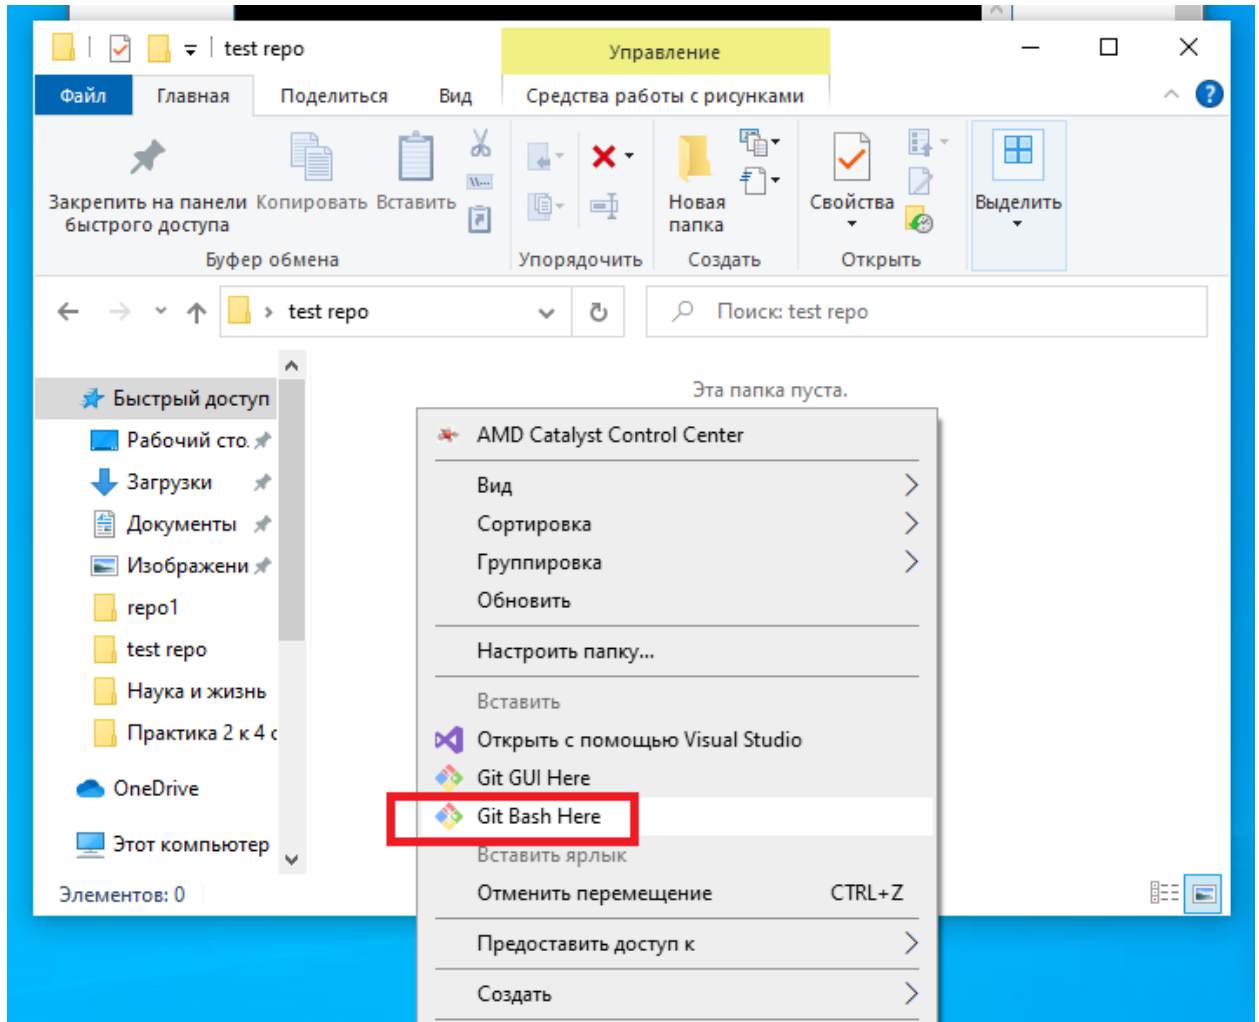 test repo
Управление
Файл
Главная
Поделиться
Вид
Средства работы с рисунками
Закрепить на панели
быстрого доступа
Копировать
Вставить
Новая
папка
Свойства
Выделить
Буфер обмена
Упорядочить
Создать
Открыть
test repo
Поиск: test repo
Быстрый доступ
Рабочий сто.
Загрузки
Документы
Изображени
repo1
test repo
Наука и жизнь
Практика 2 к 4 с
OneDrive
Этот компьютер
Эта папка пуста.
AMD Catalyst Control Center
Вид
Сортировка
Группировка
Обновить
Настроить папку...
Вставить
Открыть с помощью Visual Studio
Git GUI Here
Git Bash Here
Вставить ярлык
Отменить перемещение CTRL+Z
Предоставить доступ к
Создать
Элементов: 0